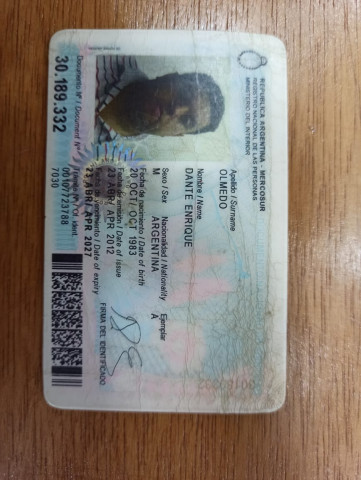 REPUBLICA ARGENTINA - MERCOSUR
REGISTRO NACIONAL DE LAS PERSONAS
MINISTERIO DEL INTERIOR
Apellido / Surname
OLMEDO
Nombre / Name
DANTE ENRIQUE
Sexo / Sex Nacionalidad / Nationality Ejemplar
M ARGENTINA A
Fecha de nacimiento / Date of birth
20 OCT/ OCT 1983
Fecha de emisión / Date of issue
23 ABR/ APR 2012
Fecha de vencimiento / Date of expiry
23 ABR/ APR 2027
FIRMA DEL IDENTIFICADO
Documento Nº / Document Nº
30.189.332
Trámite Nº / Of. ident.
00107723788
7030